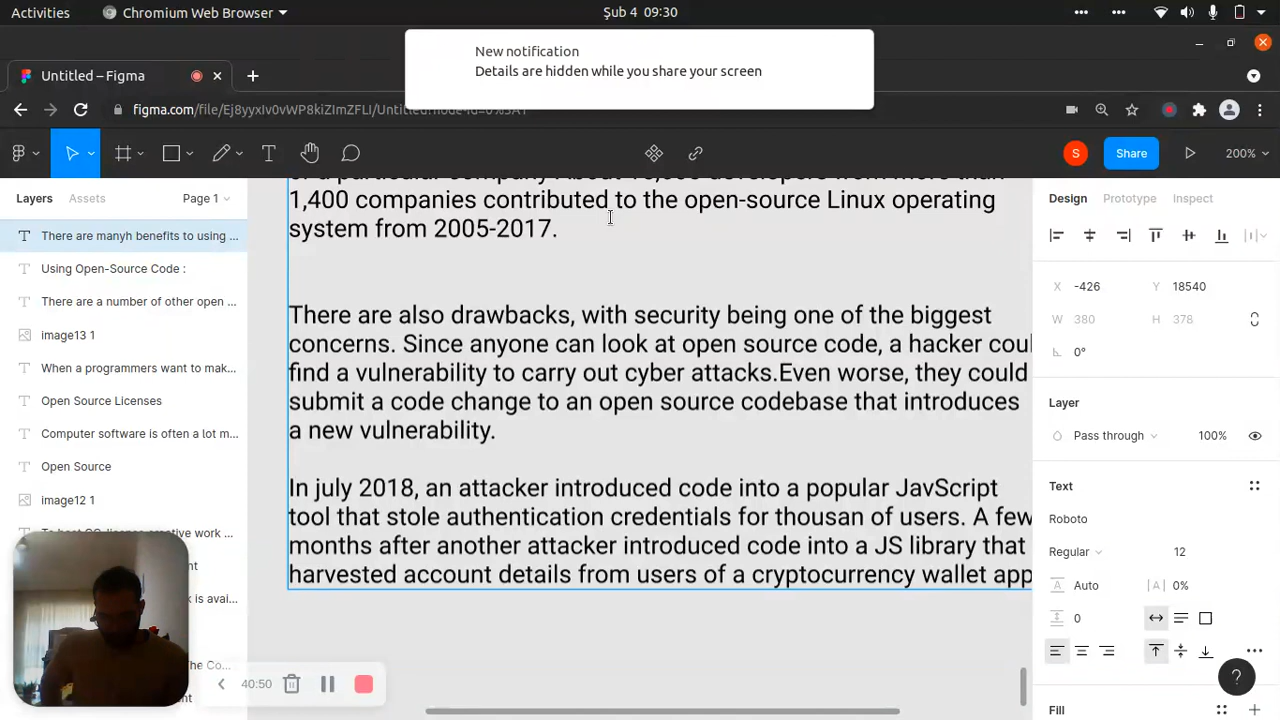 Activities
Chromium Web Browser
Şub 4 09:30
New notification
Details are hidden while you share your screen
Untitled – Figma
figma.com/file/Ej8yyxIv0vWP8kiZImZFLI/Untitled?node-id=0%3A1
Share
200%
Layers
Assets
Page 1
Design
Prototype
Inspect
There are manyh benefits to using ...
Using Open-Source Code :
There are a number of other open ...
image13 1
When a programmers want to mak...
Open Source Licenses
Computer software is often a lot m...
Open Source
image12 1
1,400 companies contributed to the open-source Linux operating
system from 2005-2017.
There are also drawbacks, with security being one of the biggest
concerns. Since anyone can look at open source code, a hacker coul
find a vulnerability to carry out cyber attacks.Even worse, they could
submit a code change to an open source codebase that introduces
a new vulnerability.
In july 2018, an attacker introduced code into a popular JavScript
tool that stole authentication credentials for thousan of users. A few
months after another attacker introduced code into a JS library that
harvested account details from users of a cryptocurrency wallet app
X -426 Y 18540
W 380 H 378
0°
Layer
Pass through 100%
Text
Roboto
Regular 12
Auto |A| 0%
0
Fill
40:50
S
?